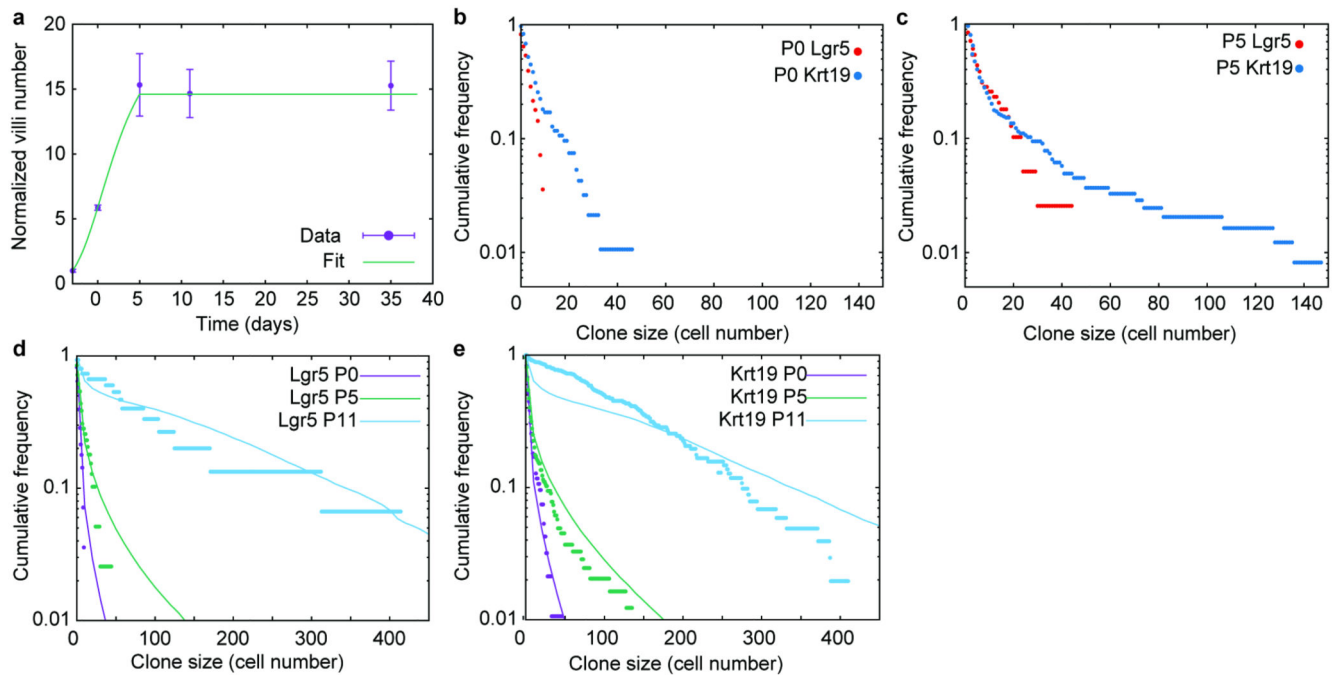 a
20
15
10
5
0
0 5 10 15 20 25 30 35 40
Normalized villi number
Time (days)
Data
Fit
b
1
0.1
0.01
0 20 40 60 80 100 120 140
Cumulative frequency
Clone size (cell number)
P0 Lgr5
P0 Krt19
c
1
0.1
0.01
0 20 40 60 80 100 120 140
Cumulative frequency
Clone size (cell number)
P5 Lgr5
P5 Krt19
d
1
0.1
0.01
0 100 200 300 400
Cumulative frequency
Clone size (cell number)
Lgr5 P0
Lgr5 P5
Lgr5 P11
e
1
0.1
0.01
0 100 200 300 400
Cumulative frequency
Clone size (cell number)
Krt19 P0
Krt19 P5
Krt19 P11